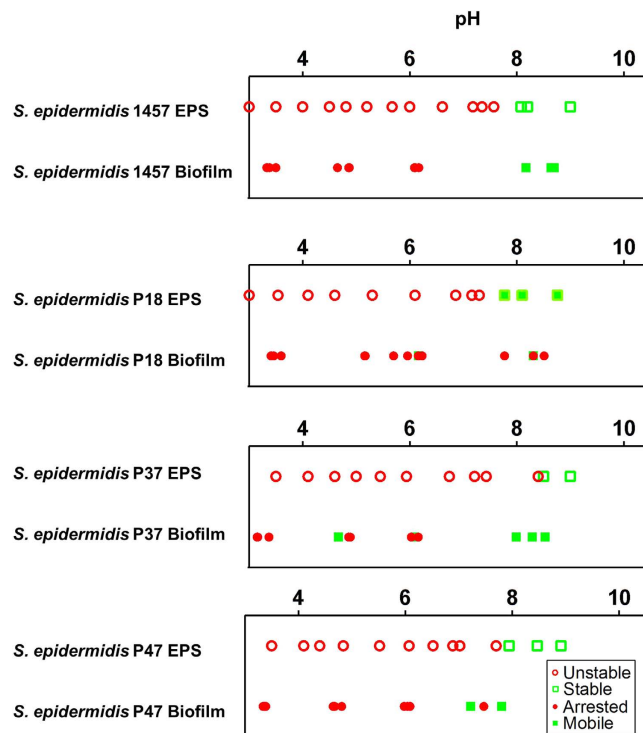 pH
4 6 8 10
S. epidermidis 1457 EPS
S. epidermidis 1457 Biofilm
4 6 8 10
S. epidermidis P18 EPS
S. epidermidis P18 Biofilm
4 6 8 10
S. epidermidis P37 EPS
S. epidermidis P37 Biofilm
4 6 8 10
S. epidermidis P47 EPS
S. epidermidis P47 Biofilm
Unstable
Stable
Arrested
Mobile